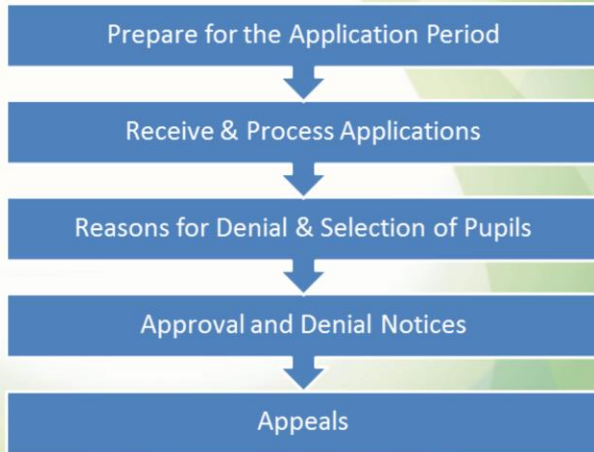 Prepare for the Application Period
Receive & Process Applications
Reasons for Denial & Selection of Pupils
Approval and Denial Notices
Appeals